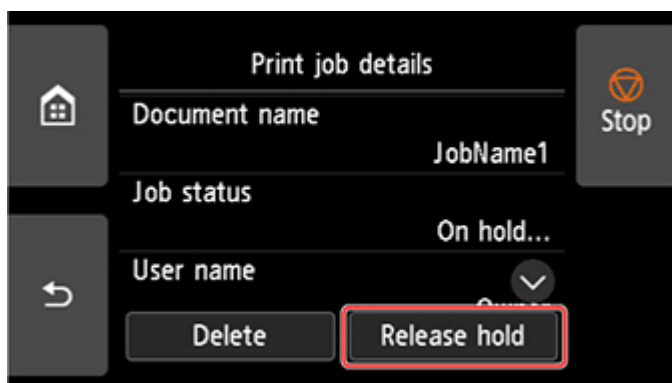 Print job details
Stop
Document name
JobName1
Job status
On hold...
User name
Delete
Release hold